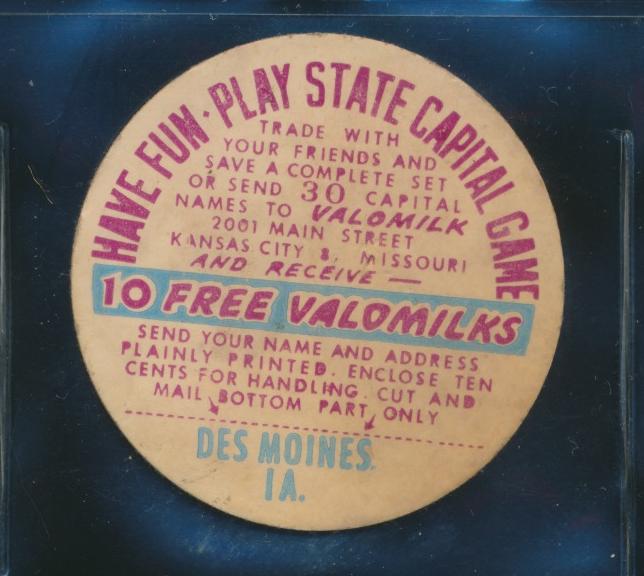 HAVE FUN · PLAY STATE CAPITAL GAME
TRADE WITH
YOUR FRIENDS AND
SAVE A COMPLETE SET
OR SEND 30 CAPITAL
NAMES TO VALOMILK
2001 MAIN STREET
KANSAS CITY 8, MISSOURI
AND RECEIVE —
10 FREE VALOMILKS
SEND YOUR NAME AND ADDRESS
PLAINLY PRINTED. ENCLOSE TEN
CENTS FOR HANDLING. CUT AND
MAIL BOTTOM PART ONLY
DES MOINES,
IA.